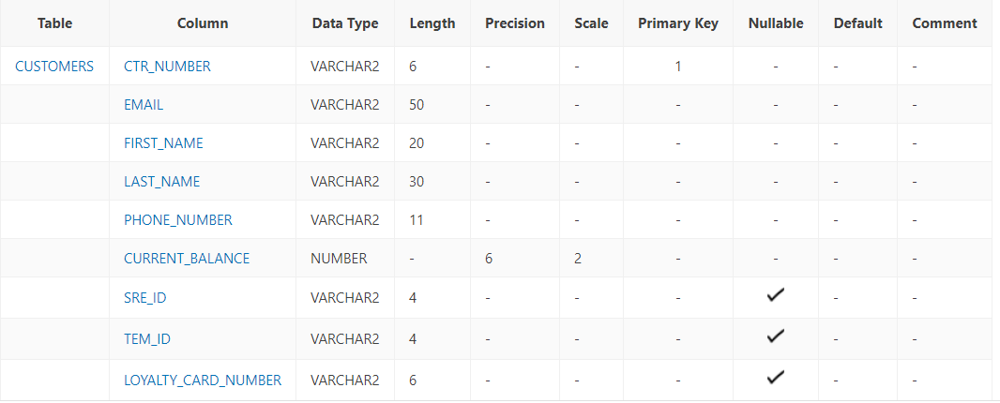 Table Column Data Type Length Precision Scale Primary Key Nullable Default Comment
CUSTOMERS CTR_NUMBER VARCHAR2 6 - - 1 - - -
EMAIL VARCHAR2 50 - - - - - -
FIRST_NAME VARCHAR2 20 - - - - - -
LAST_NAME VARCHAR2 30 - - - - - -
PHONE_NUMBER VARCHAR2 11 - - - - - -
CURRENT_BALANCE NUMBER - 6 2 - - - -
SRE_ID VARCHAR2 4 - - - ✓ - -
TEM_ID VARCHAR2 4 - - - ✓ - -
LOYALTY_CARD_NUMBER VARCHAR2 6 - - - ✓ - -